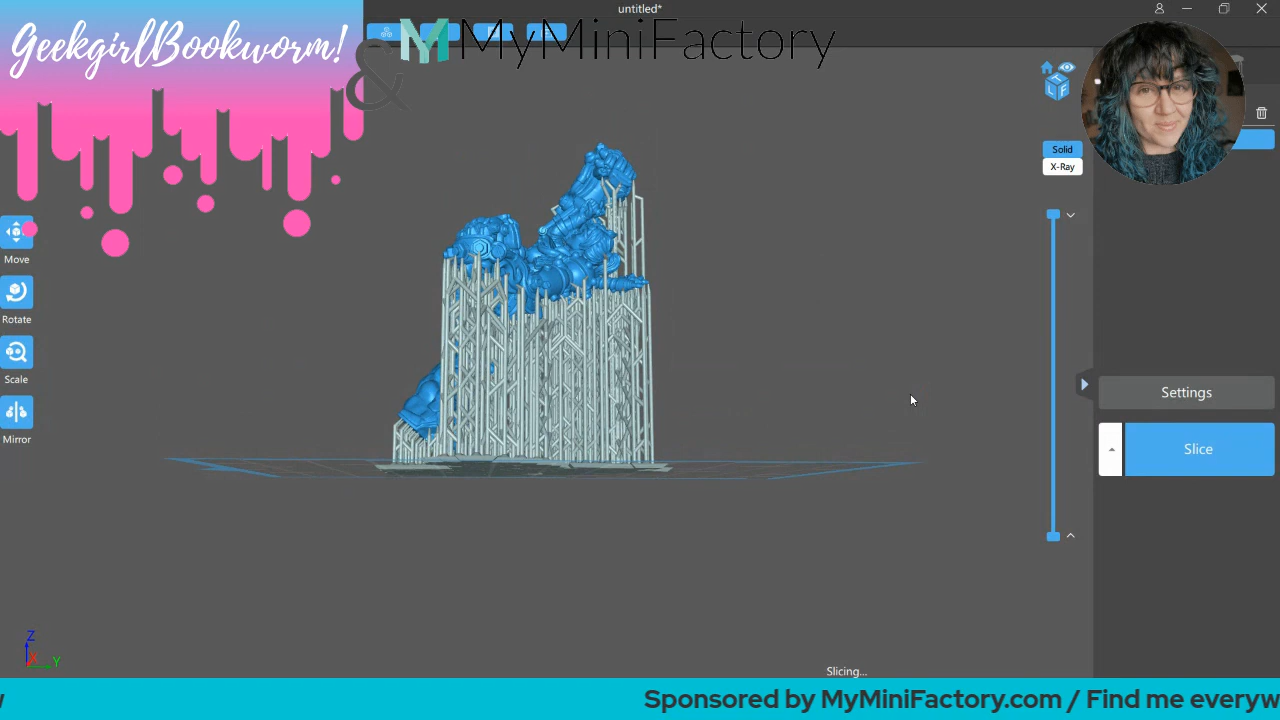 untitled*
GeekgirlBookworm!
&
MyMiniFactory
T
L F
Solid
X-Ray
Move
Rotate
Scale
Mirror
Settings
Slice
Z
X Y
Slicing...
Sponsored by MyMiniFactory.com / Find me everyw